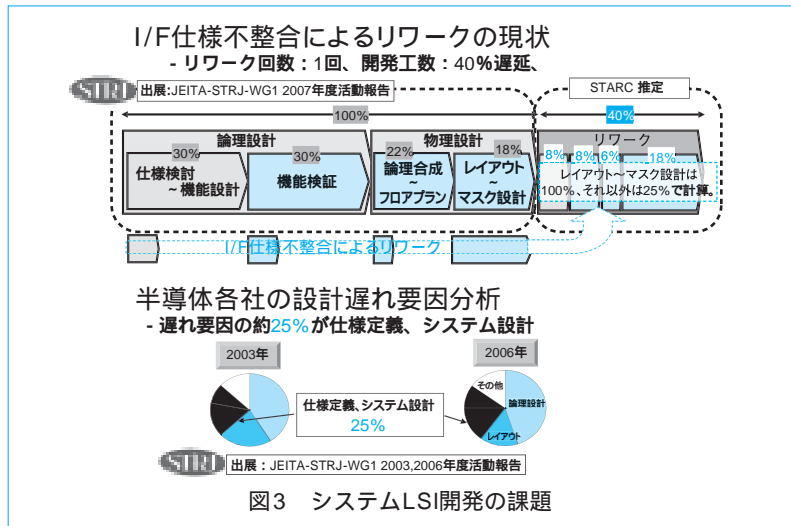 I/F仕様不整合によるリワークの現状
- リワーク回数：1回、開発工数：40%遅延、
STRJ
出展:JEITA-STRJ-WG1 2007年度活動報告
STARC 推定
100%
40%
論理設計
物理設計
リワーク
30%
30%
22%
18%
8%
8%
6%
18%
仕様検討
～機能設計
機能検証
論理合成
～
フロアプラン
レイアウト
～
マスク設計
レイアウト～マスク設計は
100%、それ以外は25%で計算。
I/F仕様不整合によるリワーク
半導体各社の設計遅れ要因分析
- 遅れ要因の約25%が仕様定義、システム設計
2003年
2006年
仕様定義、システム設計
25%
その他
論理設計
レイアウト
STRJ
出展：JEITA-STRJ-WG1 2003,2006年度活動報告
図3　システムLSI開発の課題